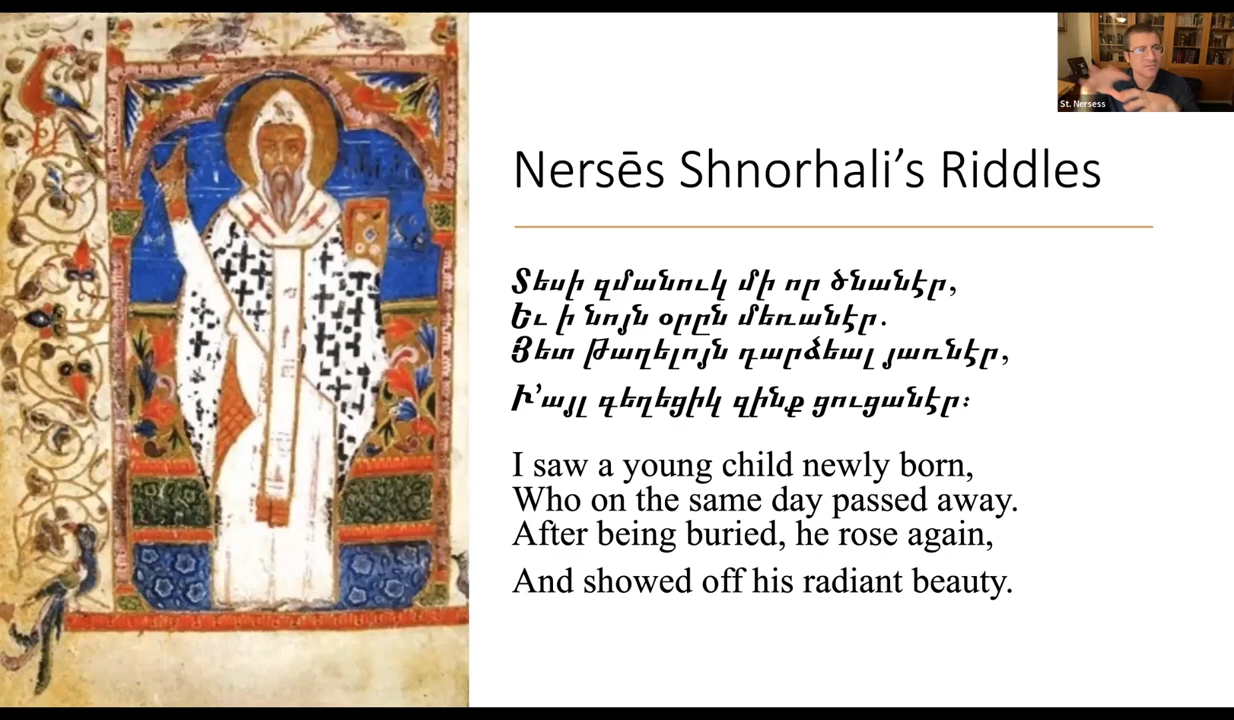 St. Nersess
Nersēs Shnorhali’s Riddles
Տեսի զմանուկ մի որ ծնանէր,
Եւ ի նոյն օրըն մեռանէր.
Յետ թաղելոյն դարձեալ յառնէր,
Ի՛այլ գեղեցիկ զինք ցուցանէր։
I saw a young child newly born,
Who on the same day passed away.
After being buried, he rose again,
And showed off his radiant beauty.